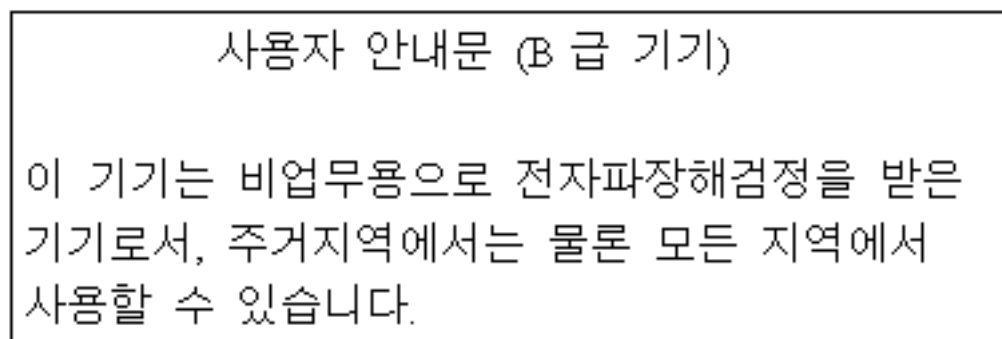 사용자 안내문 (B 급 기기)
이 기기는 비업무용으로 전자파장해검정을 받은
기기로서, 주거지역에서는 물론 모든 지역에서
사용할 수 있습니다.